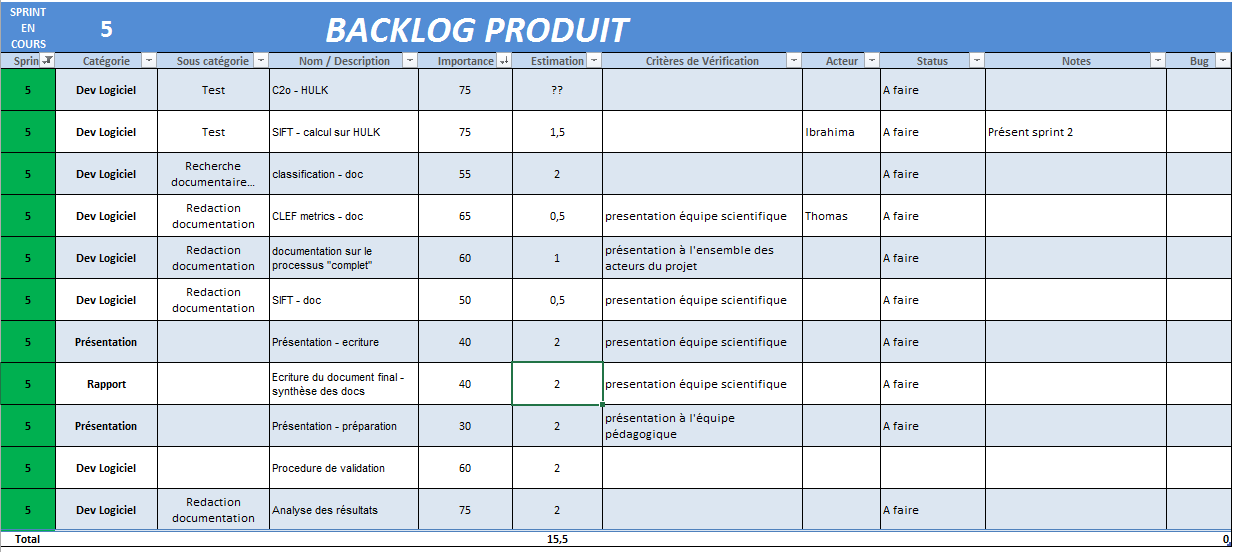 SPRINT EN COURS 5 BACKLOG PRODUIT
Sprin Catégorie Sous catégorie Nom / Description Importance Estimation Critères de Vérification Acteur Status Notes Bug
5 Dev Logiciel Test C2o - HULK 75 ?? A faire
5 Dev Logiciel Test SIFT - calcul sur HULK 75 1,5 Ibrahima A faire Présent sprint 2
5 Dev Logiciel Recherche documentaire... classification - doc 55 2 A faire
5 Dev Logiciel Redaction documentation CLEF metrics - doc 65 0,5 presentation équipe scientifique Thomas A faire
5 Dev Logiciel Redaction documentation documentation sur le processus "complet" 60 1 présentation à l'ensemble des acteurs du projet A faire
5 Dev Logiciel Redaction documentation SIFT - doc 50 0,5 presentation équipe scientifique A faire
5 Présentation Présentation - ecriture 40 2 presentation équipe scientifique A faire
5 Rapport Ecriture du document final - synthèse des docs 40 2 presentation équipe scientifique A faire
5 Présentation Présentation - préparation 30 2 présentation à l'équipe pédagogique A faire
5 Dev Logiciel Procedure de validation 60 2
5 Dev Logiciel Redaction documentation Analyse des résultats 75 2 A faire
Total 15,5 0